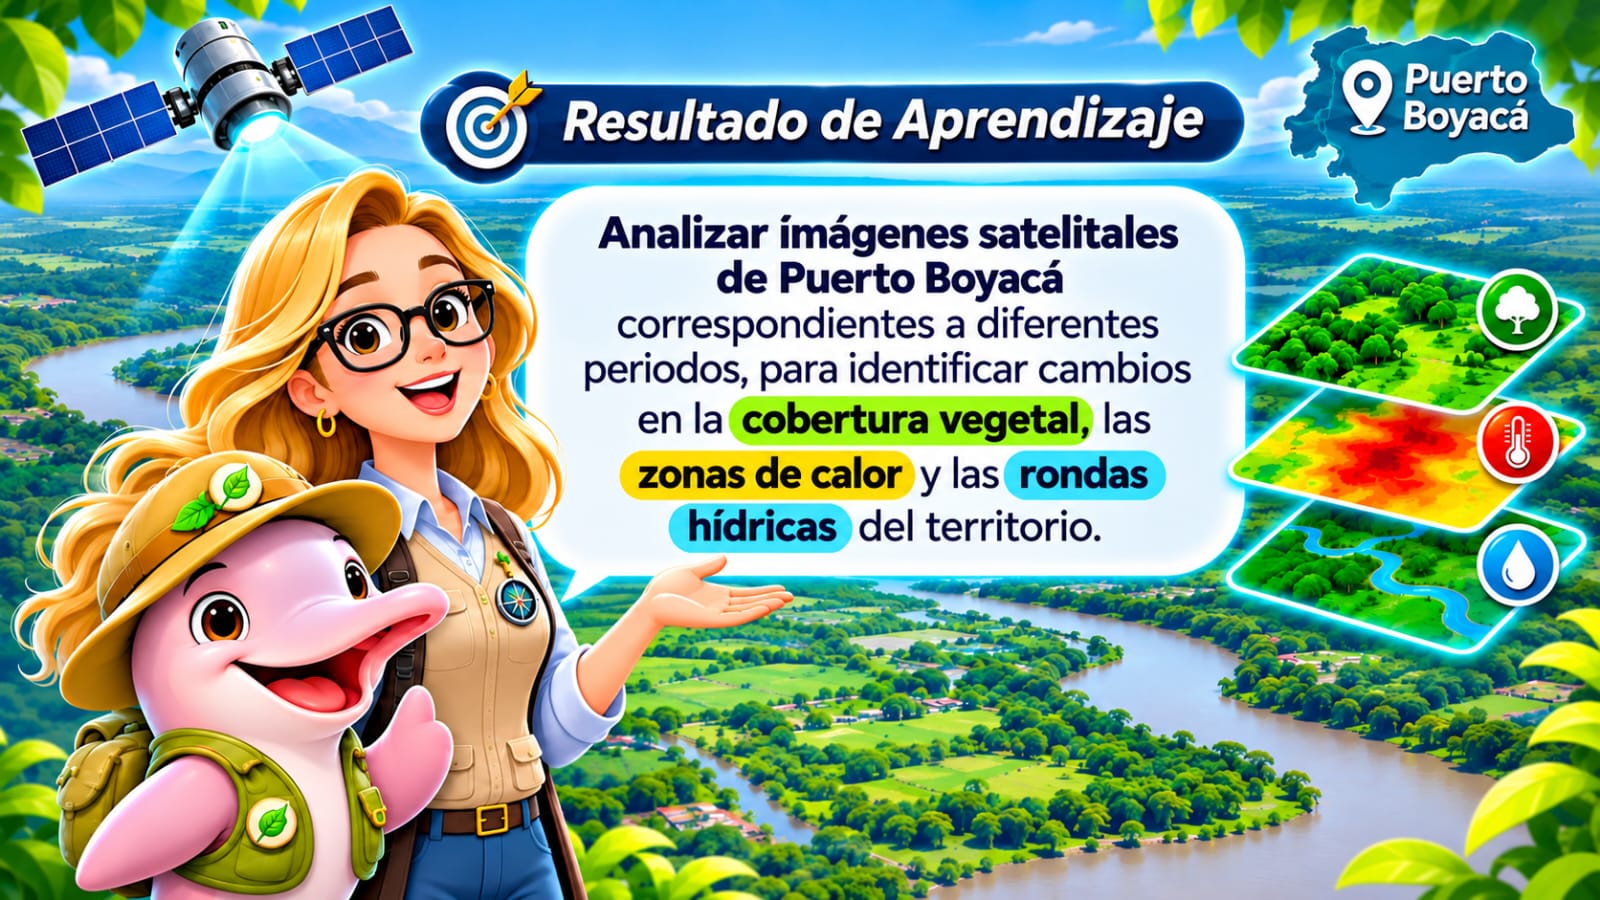 Resultado de Aprendizaje
Puerto
Boyacá
Analizar ímágenes satelitales
de Puerto Boyacá
correspondientes a diferentes
periodos, para identificar cambios
en la cobertura vegetal, las
zonas de calor y las rondas
hídricas del territorio.